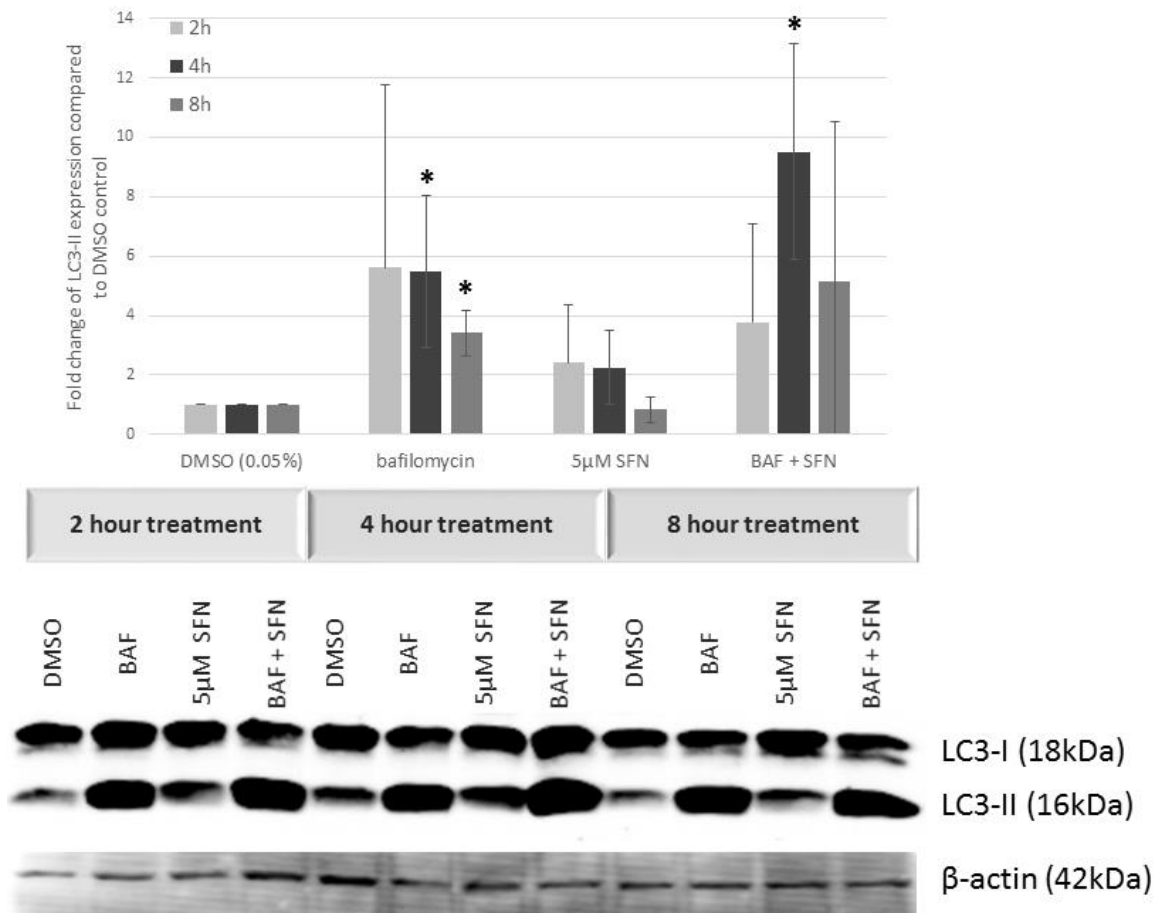 14
12
10
8
6
4
2
0
Fold change of LC3-II expression compared
to DMSO control
2h
4h
8h
*
*
*
DMSO (0.05%)
bafilomycin
5µM SFN
BAF + SFN
2 hour treatment
4 hour treatment
8 hour treatment
DMSO
BAF
5µM SFN
BAF + SFN
DMSO
BAF
5µM SFN
BAF + SFN
DMSO
BAF
5µM SFN
BAF + SFN
LC3-I (18kDa)
LC3-II (16kDa)
β-actin (42kDa)